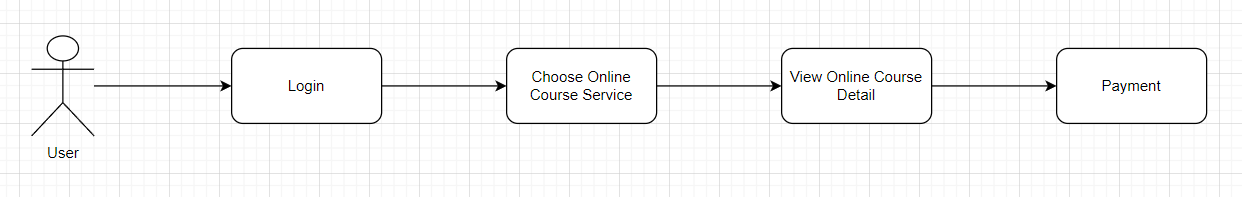 Login
Choose Online
Course Service
View Online Course
Detail
Payment
User